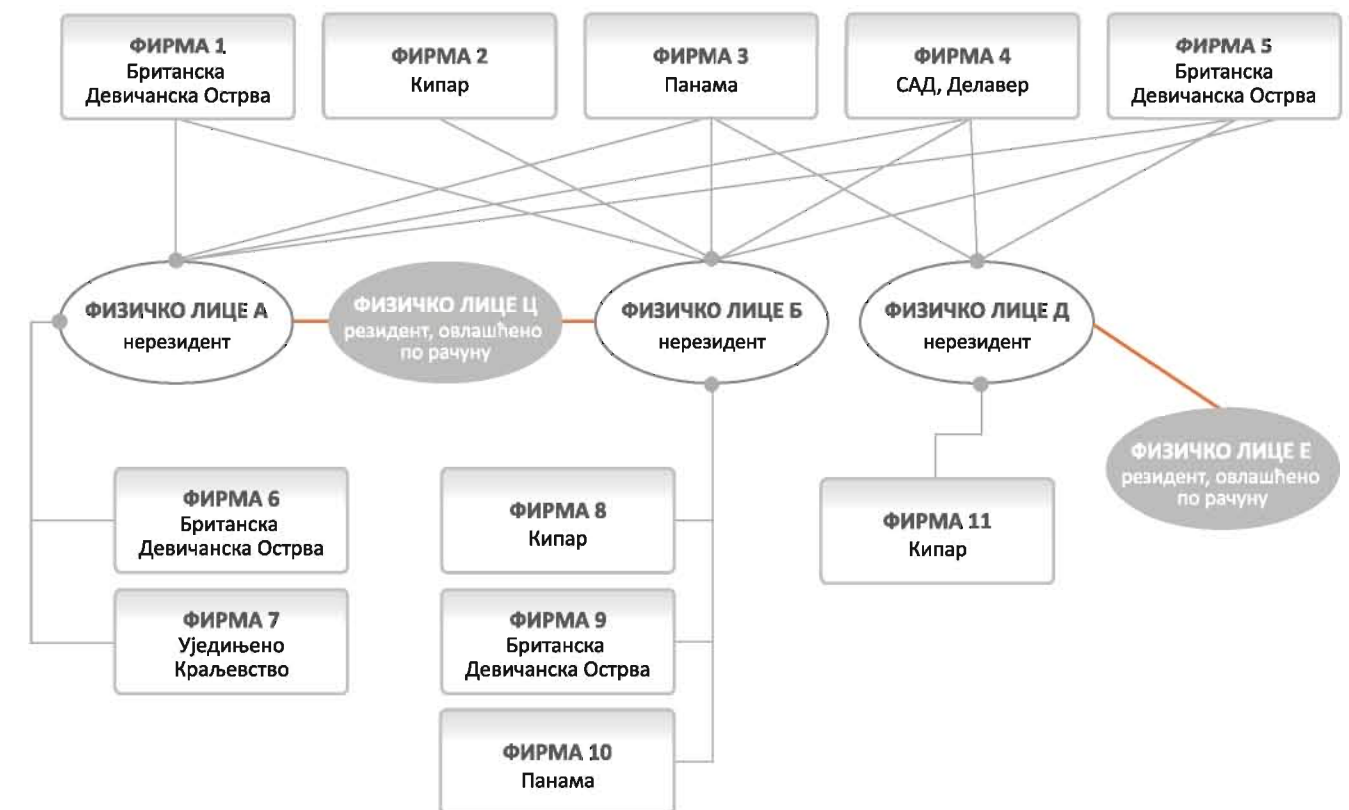 ФИРМА 1
Британска
Девичанска Острва
ФИРМА 2
Кипар
ФИРМА 3
Панама
ФИРМА 4
САД, Делавер
ФИРМА 5
Британска
Девичанска Острва
ФИЗИЧКО ЛИЦЕ А
нерезидент
ФИЗИЧКО ЛИЦЕ Ц
резидент, овлашћено
по рачуну
ФИЗИЧКО ЛИЦЕ Б
нерезидент
ФИЗИЧКО ЛИЦЕ Д
нерезидент
ФИЗИЧКО ЛИЦЕ Е
резидент, овлашћено
по рачуну
ФИРМА 6
Британска
Девичанска Острва
ФИРМА 8
Кипар
ФИРМА 11
Кипар
ФИРМА 7
Уједињено
Краљевство
ФИРМА 9
Британска
Девичанска Острва
ФИРМА 10
Панама